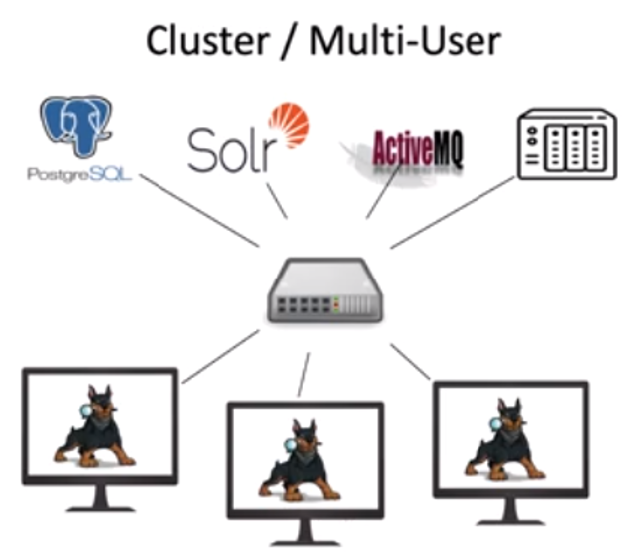 Cluster / Multi-User
PostgreSQL
Solr
ActiveMQ